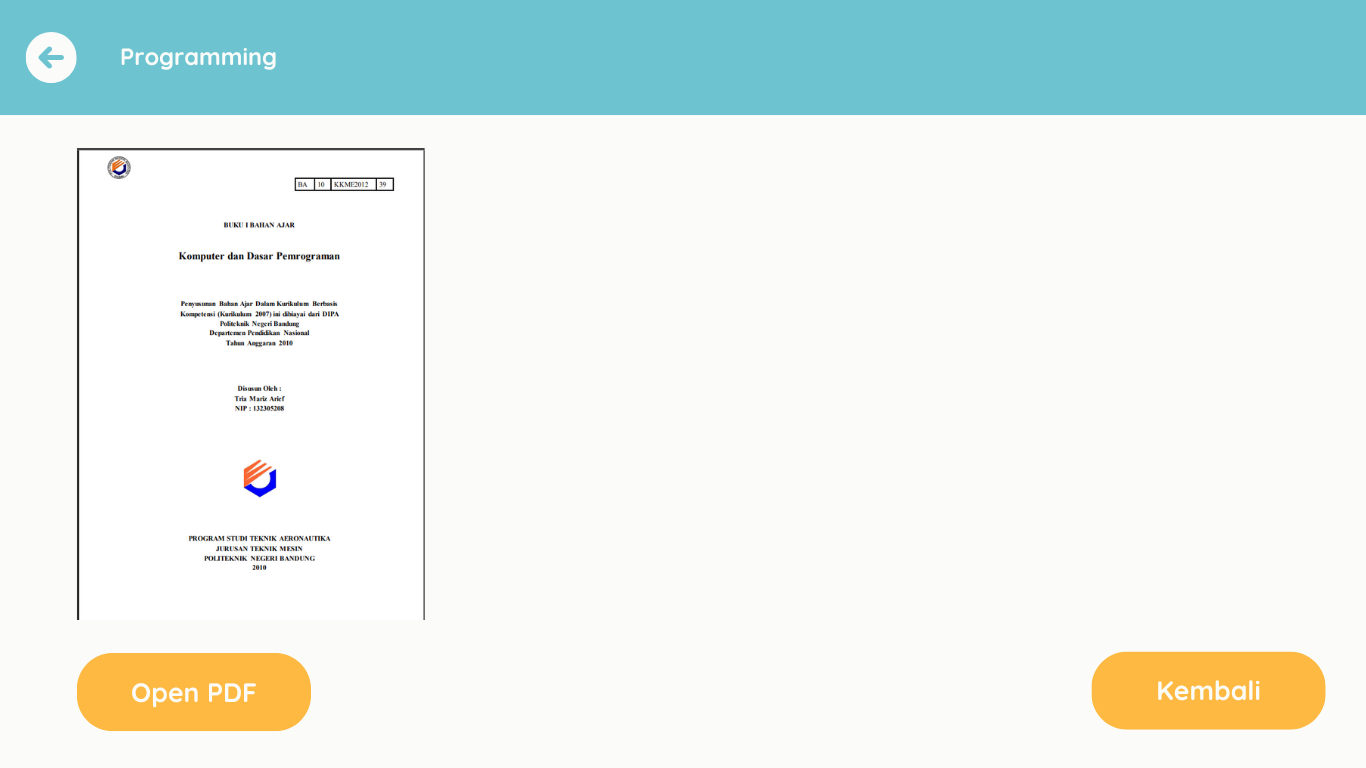 Programming
BA 10 KKME2012 39
BUKU I BAHAN AJAR
Komputer dan Dasar Pemrograman
Penyusunan Bahan Ajar Dalam Kurikulum Berbasis
Kompetensi (Kurikulum 2007) ini dibiayai dari DIPA
Politeknik Negeri Bandung
Departemen Pendidikan Nasional
Tahun Anggaran 2010
Disusun Oleh :
Tria Mariz Arief
NIP : 132305208
PROGRAM STUDI TEKNIK AERONAUTIKA
JURUSAN TEKNIK MESIN
POLITEKNIK NEGERI BANDUNG
2010
Open PDF
Kembali